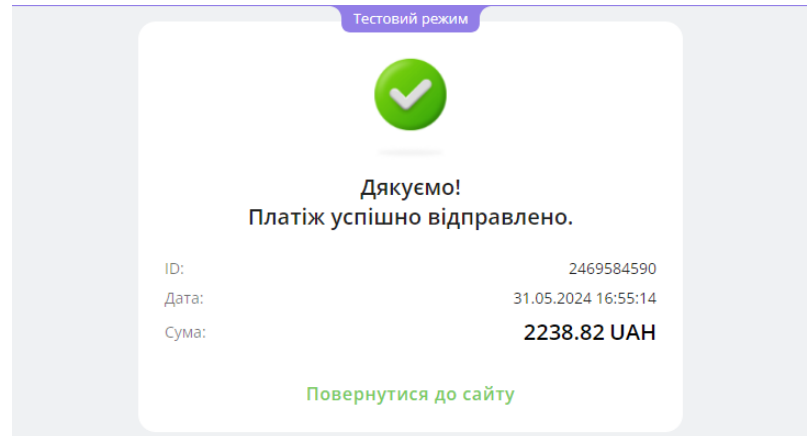 Тестовий режим
Дякуємо!
Платіж успішно відправлено.
ID: 2469584590
Дата: 31.05.2024 16:55:14
Сума: 2238.82 UAH
Повернутися до сайту